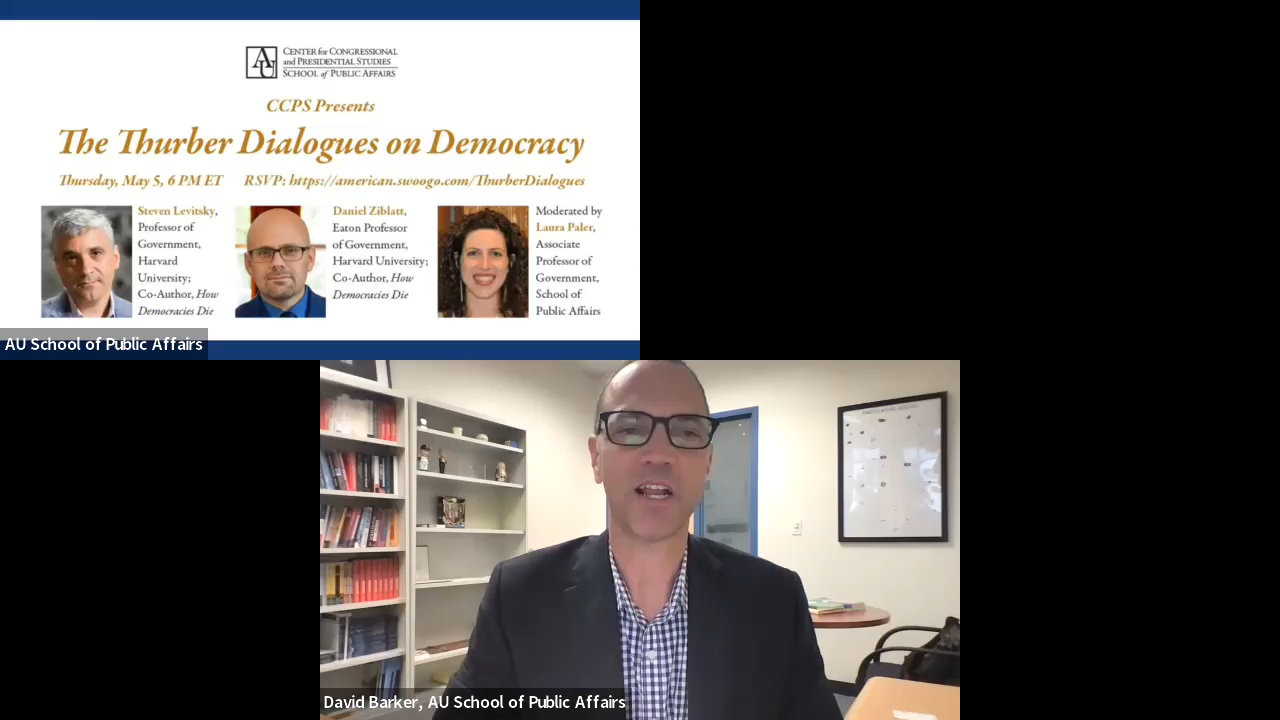 CENTER for CONGRESSIONAL
and PRESIDENTIAL STUDIES
SCHOOL of PUBLIC AFFAIRS
AU
CCPS Presents
The Thurber Dialogues on Democracy
Thursday, May 5, 6 PM ET RSVP: https://american.swoogo.com/ThurberDialogues
Steven Levitsky,
Professor of
Government,
Harvard
University;
Co-Author, How
Democracies Die
Daniel Ziblatt,
Eaton Professor
of Government,
Harvard University;
Co-Author, How
Democracies Die
Moderated by
Laura Paler,
Associate
Professor of
Government,
School of
Public Affairs
AU School of Public Affairs
David Barker, AU School of Public Affairs